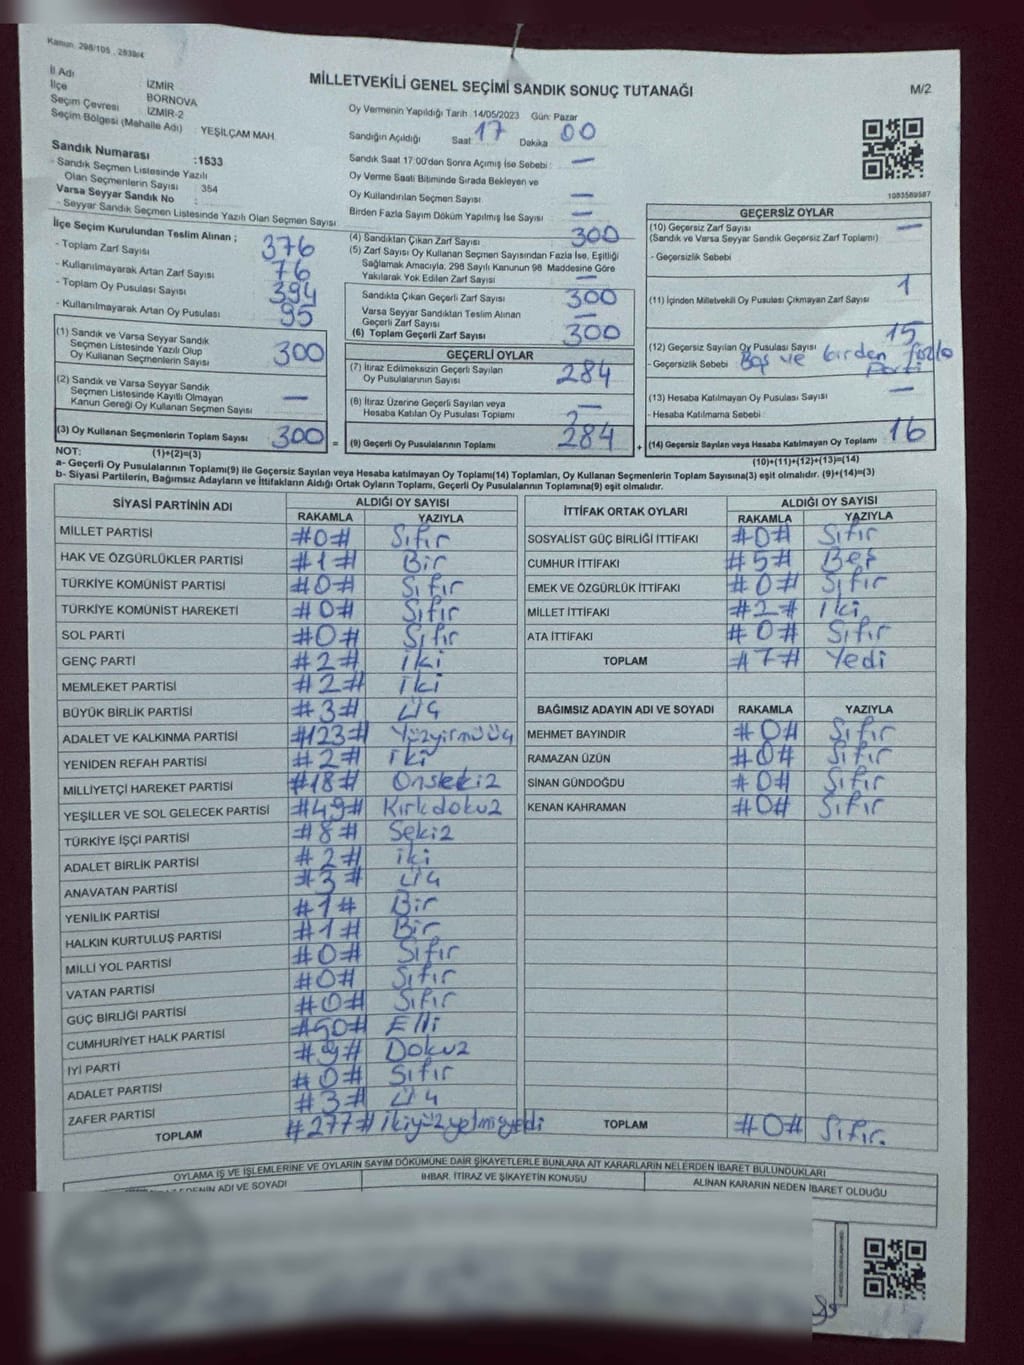 Kanun: 298/105 - 2839/4
MİLLETVEKİLİ GENEL SEÇİMİ SANDIK SONUÇ TUTANAĞI
M/2
İl Adı : İZMİR
İlçe : BORNOVA
Seçim Çevresi : İZMİR-2
Seçim Bölgesi (Mahalle Adı) : YEŞİLÇAM MAH.
Sandık Numarası :1533
- Sandık Seçmen Listesinde Yazılı
Olan Seçmenlerin Sayısı : 354
Varsa Seyyar Sandık No :
- Seyyar Sandık Seçmen Listesinde Yazılı Olan Seçmen Sayısı
Oy Vermenin Yapıldığı Tarih :14/05/2023 Gün: Pazar
Sandığın Açıldığı Saat 17 Dakika 00
Sandık Saat 17:00'den Sonra Açımış İse Sebebi : —
Oy Verme Saati Bitiminde Sırada Bekleyen ve
Oy Kullandırılan Seçmen Sayısı —
Birden Fazla Sayım Döküm Yapılmış İse Sayısı —
1003589587
İlçe Seçim Kurulundan Teslim Alınan ;
- Toplam Zarf Sayısı 376
- Kullanılmayarak Artan Zarf Sayısı 76
- Toplam Oy Pusulası Sayısı 394
- Kullanılmayarak Artan Oy Pusulası 95
(1) Sandık ve Varsa Seyyar Sandık
Seçmen Listesinde Yazılı Olup
Oy Kullanan Seçmenlerin Sayısı 300
(2) Sandık ve Varsa Seyyar Sandık
Seçmen Listesinde Kayıtlı Olmayan
Kanun Gereği Oy Kullanan Seçmen Sayısı —
(3) Oy Kullanan Seçmenlerin Toplam Sayısı 300 =
(4) Sandıktan Çıkan Zarf Sayısı 300
(5) Zarf Sayısı Oy Kullanan Seçmen Sayısından Fazla İse, Eşitliği
Sağlamak Amacıyla, 298 Sayılı Kanunun 98 Maddesine Göre
Yakılarak Yok Edilen Zarf Sayısı —
Sandıkta Çıkan Geçerli Zarf Sayısı 300
Varsa Seyyar Sandıktan Teslim Alınan
Geçerli Zarf Sayısı —
(6) Toplam Geçerli Zarf Sayısı 300
GEÇERLİ OYLAR
(7) İtiraz Edilmeksizin Geçerli Sayılan
Oy Pusulalarının Sayısı 284
(8) İtiraz Üzerine Geçerli Sayılan veya
Hesaba Katılan Oy Pusulası Toplamı —
(9) Geçerli Oy Pusulalarının Toplamı 284 +
GEÇERSİZ OYLAR
(10) Geçersiz Zarf Sayısı —
(Sandık ve Varsa Seyyar Sandık Geçersiz Zarf Toplamı)
- Geçersizlik Sebebi
(11) İçinden Milletvekili Oy Pusulası Çıkmayan Zarf Sayısı 1
(12) Geçersiz Sayılan Oy Pusulası Sayısı 15
- Geçersizlik Sebebi Boş ve birden fazla
Parti
(13) Hesaba Katılmayan Oy Pusulası Sayısı —
- Hesaba Katılmama Sebebi :
(14) Geçersiz Sayılan veya Hesaba Katılmayan Oy Toplamı 16
NOT: (1)+(2)=(3) (10)+(11)+(12)+(13)=(14)
a- Geçerli Oy Pusulalarının Toplamı(9) ile Geçersiz Sayılan veya Hesaba katılmayan Oy Toplamı(14) Toplamları, Oy Kullanan Seçmenlerin Toplam Sayısına(3) eşit olmalıdır. (9)+(14)=(3)
b- Siyasi Partilerin, Bağımsız Adayların ve İttifakların Aldığı Ortak Oyların Toplamı, Geçerli Oy Pusulalarının Toplamına(9) eşit olmalıdır.
SİYASİ PARTİNİN ADI ALDIĞI OY SAYISI
RAKAMLA YAZIYLA
MİLLET PARTİSİ #0# Sıfır
HAK VE ÖZGÜRLÜKLER PARTİSİ #1# Bir
TÜRKİYE KOMÜNİST PARTİSİ #0# Sıfır
TÜRKİYE KOMÜNİST HAREKETİ #0# Sıfır
SOL PARTİ #0# Sıfır
GENÇ PARTİ #2# iki
MEMLEKET PARTİSİ #2# iki
BÜYÜK BİRLİK PARTİSİ #3# Üç
ADALET VE KALKINMA PARTİSİ #123# Yüzyirmüüç
YENİDEN REFAH PARTİSİ #2# iki
MİLLİYETÇİ HAREKET PARTİSİ #18# Onsekiz
YEŞİLLER VE SOL GELECEK PARTİSİ #49# Kırkdokuz
TÜRKİYE İŞÇİ PARTİSİ #8# Sekiz
ADALET BİRLİK PARTİSİ #2# iki
ANAVATAN PARTİSİ #3# Üç
YENİLİK PARTİSİ #1# Bir
HALKIN KURTULUŞ PARTİSİ #1# Bir
MİLLİ YOL PARTİSİ #0# Sıfır
VATAN PARTİSİ #0# Sıfır
GÜÇ BİRLİĞİ PARTİSİ #0# Sıfır
CUMHURİYET HALK PARTİSİ #50# Elli
İYİ PARTİ #9# Dokuz
ADALET PARTİSİ #0# Sıfır
ZAFER PARTİSİ #3# Üç
TOPLAM #277# ikiyüzyetmişyedi
İTTİFAK ORTAK OYLARI ALDIĞI OY SAYISI
RAKAMLA YAZIYLA
SOSYALİST GÜÇ BİRLİĞİ İTTİFAKI #0# Sıfır
CUMHUR İTTİFAKI #5# Beş
EMEK VE ÖZGÜRLÜK İTTİFAKI #0# Sıfır
MİLLET İTTİFAKI #2# iki
ATA İTTİFAKI #0# Sıfır
TOPLAM #7# Yedi
BAĞIMSIZ ADAYIN ADI VE SOYADI RAKAMLA YAZIYLA
MEHMET BAYINDIR #0# Sıfır
RAMAZAN ÜZÜN #0# Sıfır
SİNAN GÜNDOĞDU #0# Sıfır
KENAN KAHRAMAN #0# Sıfır
TOPLAM #0# Sıfır.
OYLAMA İŞ VE İŞLEMLERİNE VE OYLARIN SAYIM DÖKÜMÜNE DAİR ŞİKAYETLERLE BUNLARA AİT KARARLARIN NELERDEN İBARET BULUNDUKLARI
EDENİN ADI VE SOYADI İHBAR, İTİRAZ VE ŞİKAYETİN KONUSU ALINAN KARARIN NEDEN İBARET OLDUĞU